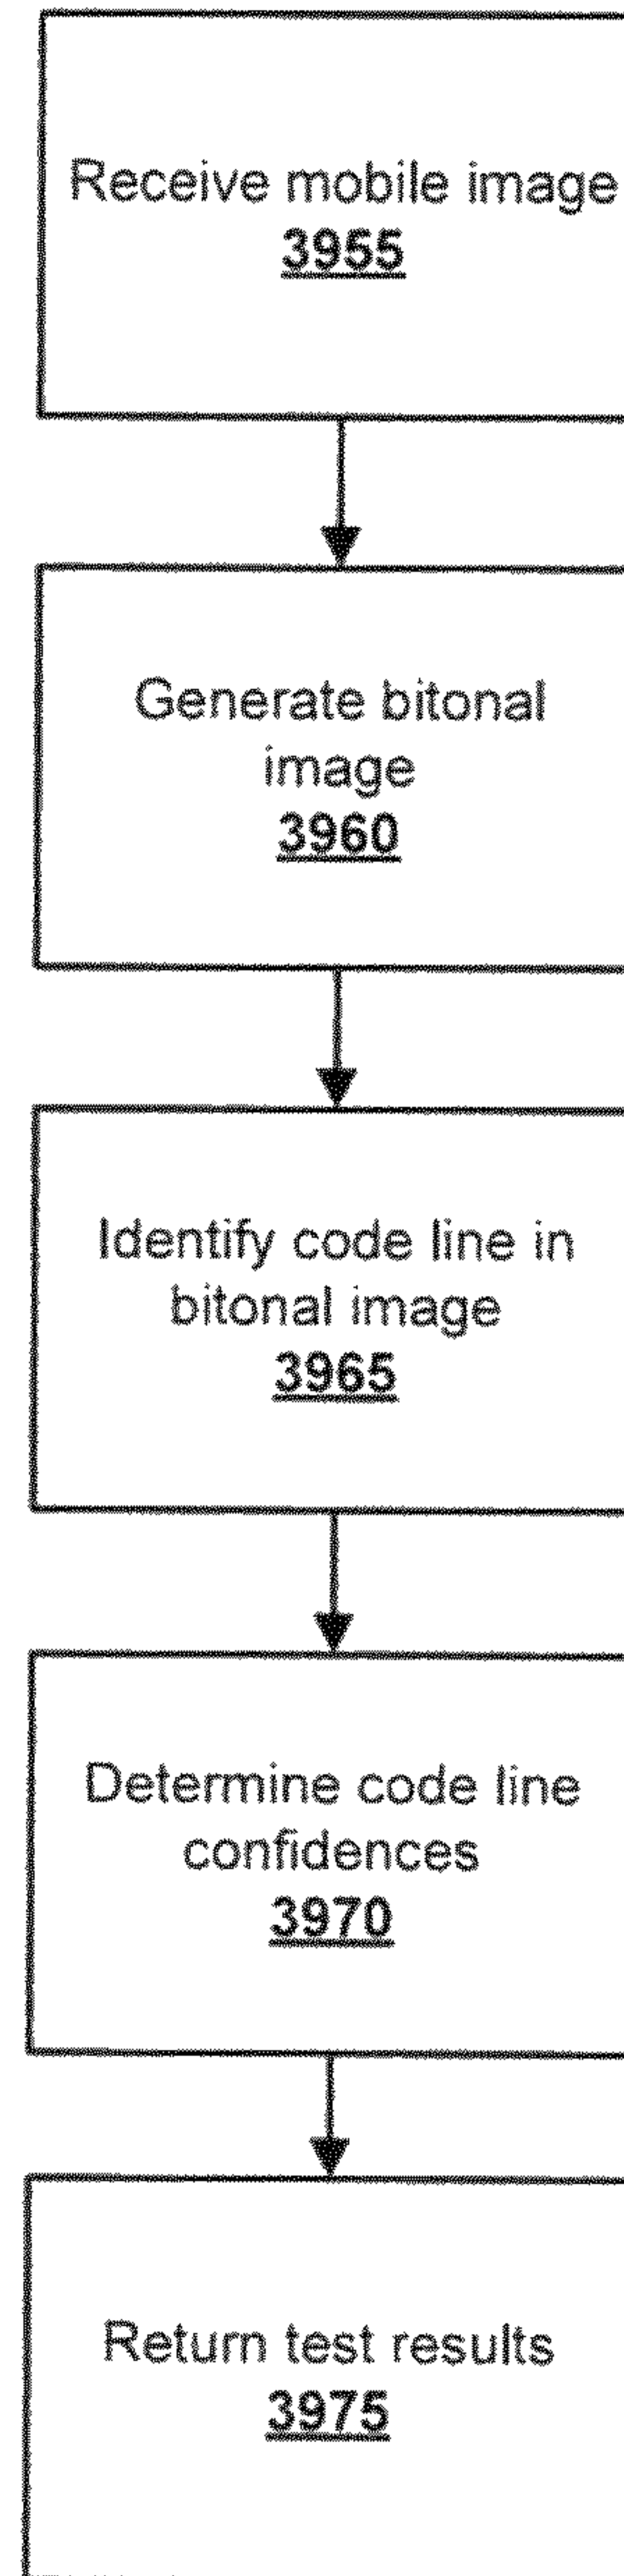 Receive mobile image
3955
Generate bitonal
image
3960
Identify code line in
bitonal image
3965
Determine code line
confidences
3970
Return test results
3975